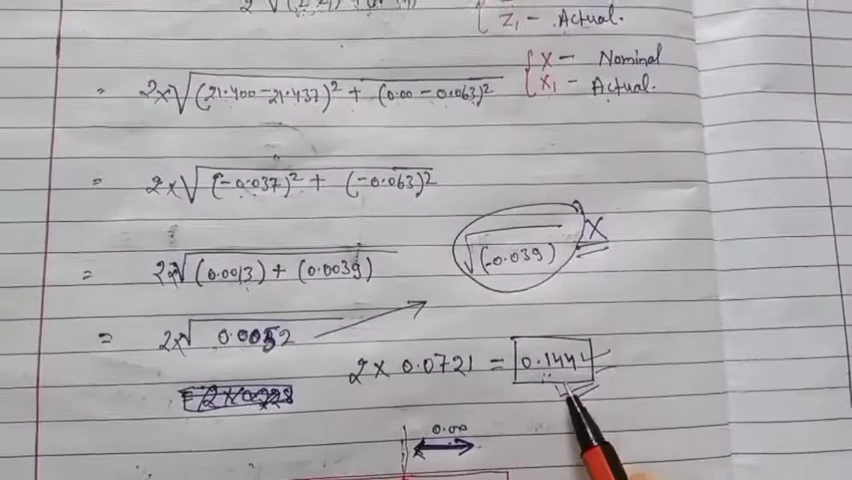 Z₁ - Actual.
X - Nominal
X₁ - Actual.
= 2×√(21.400-21.437)² + (0.00-0.063)²
= 2×√(-0.037)² + (-0.063)²
√(-0.039) X
= 2×√(0.0013) + (0.0039)
= 2×√0.0052
2 × 0.0721 = 0.1442
0.00